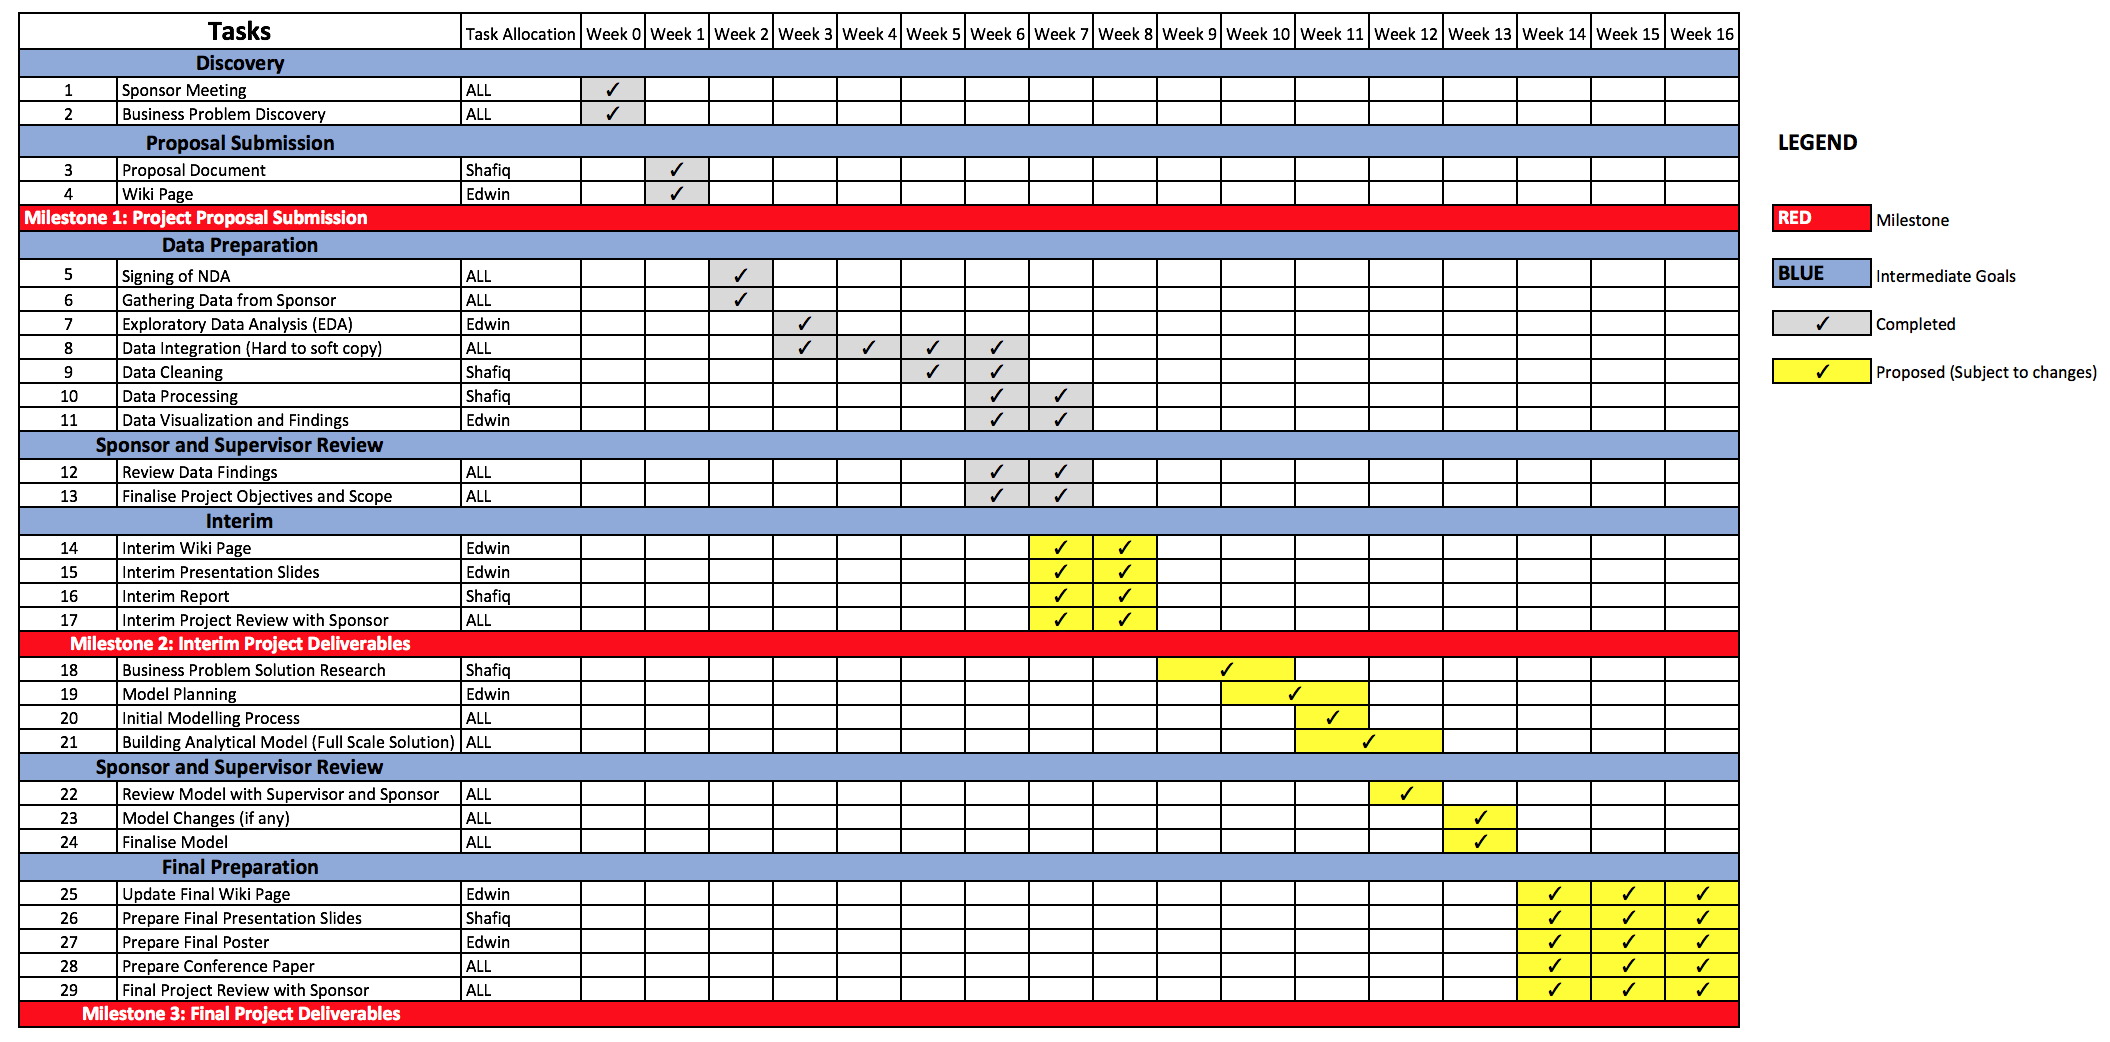 Tasks Task Allocation Week 0 Week 1 Week 2 Week 3 Week 4 Week 5 Week 6 Week 7 Week 8 Week 9 Week 10 Week 11 Week 12 Week 13 Week 14 Week 15 Week 16
Discovery
1 Sponsor Meeting ALL ✓
2 Business Problem Discovery ALL ✓
Proposal Submission
3 Proposal Document Shafiq ✓
4 Wiki Page Edwin ✓
Milestone 1: Project Proposal Submission
Data Preparation
5 Signing of NDA ALL ✓
6 Gathering Data from Sponsor ALL ✓
7 Exploratory Data Analysis (EDA) Edwin ✓
8 Data Integration (Hard to soft copy) ALL ✓ ✓ ✓ ✓
9 Data Cleaning Shafiq ✓ ✓
10 Data Processing Shafiq ✓ ✓
11 Data Visualization and Findings Edwin ✓ ✓
Sponsor and Supervisor Review
12 Review Data Findings ALL ✓ ✓
13 Finalise Project Objectives and Scope ALL ✓ ✓
Interim
14 Interim Wiki Page Edwin ✓ ✓
15 Interim Presentation Slides Edwin ✓ ✓
16 Interim Report Shafiq ✓ ✓
17 Interim Project Review with Sponsor ALL ✓ ✓
Milestone 2: Interim Project Deliverables
18 Business Problem Solution Research Shafiq ✓
19 Model Planning Edwin ✓
20 Initial Modelling Process ALL ✓
21 Building Analytical Model (Full Scale Solution) ALL ✓
Sponsor and Supervisor Review
22 Review Model with Supervisor and Sponsor ALL ✓
23 Model Changes (if any) ALL ✓
24 Finalise Model ALL ✓
Final Preparation
25 Update Final Wiki Page Edwin ✓ ✓ ✓
26 Prepare Final Presentation Slides Shafiq ✓ ✓ ✓
27 Prepare Final Poster Edwin ✓ ✓ ✓
28 Prepare Conference Paper ALL ✓ ✓ ✓
29 Final Project Review with Sponsor ALL ✓ ✓ ✓
Milestone 3: Final Project Deliverables
LEGEND
RED Milestone
BLUE Intermediate Goals
✓ Completed
✓ Proposed (Subject to changes)